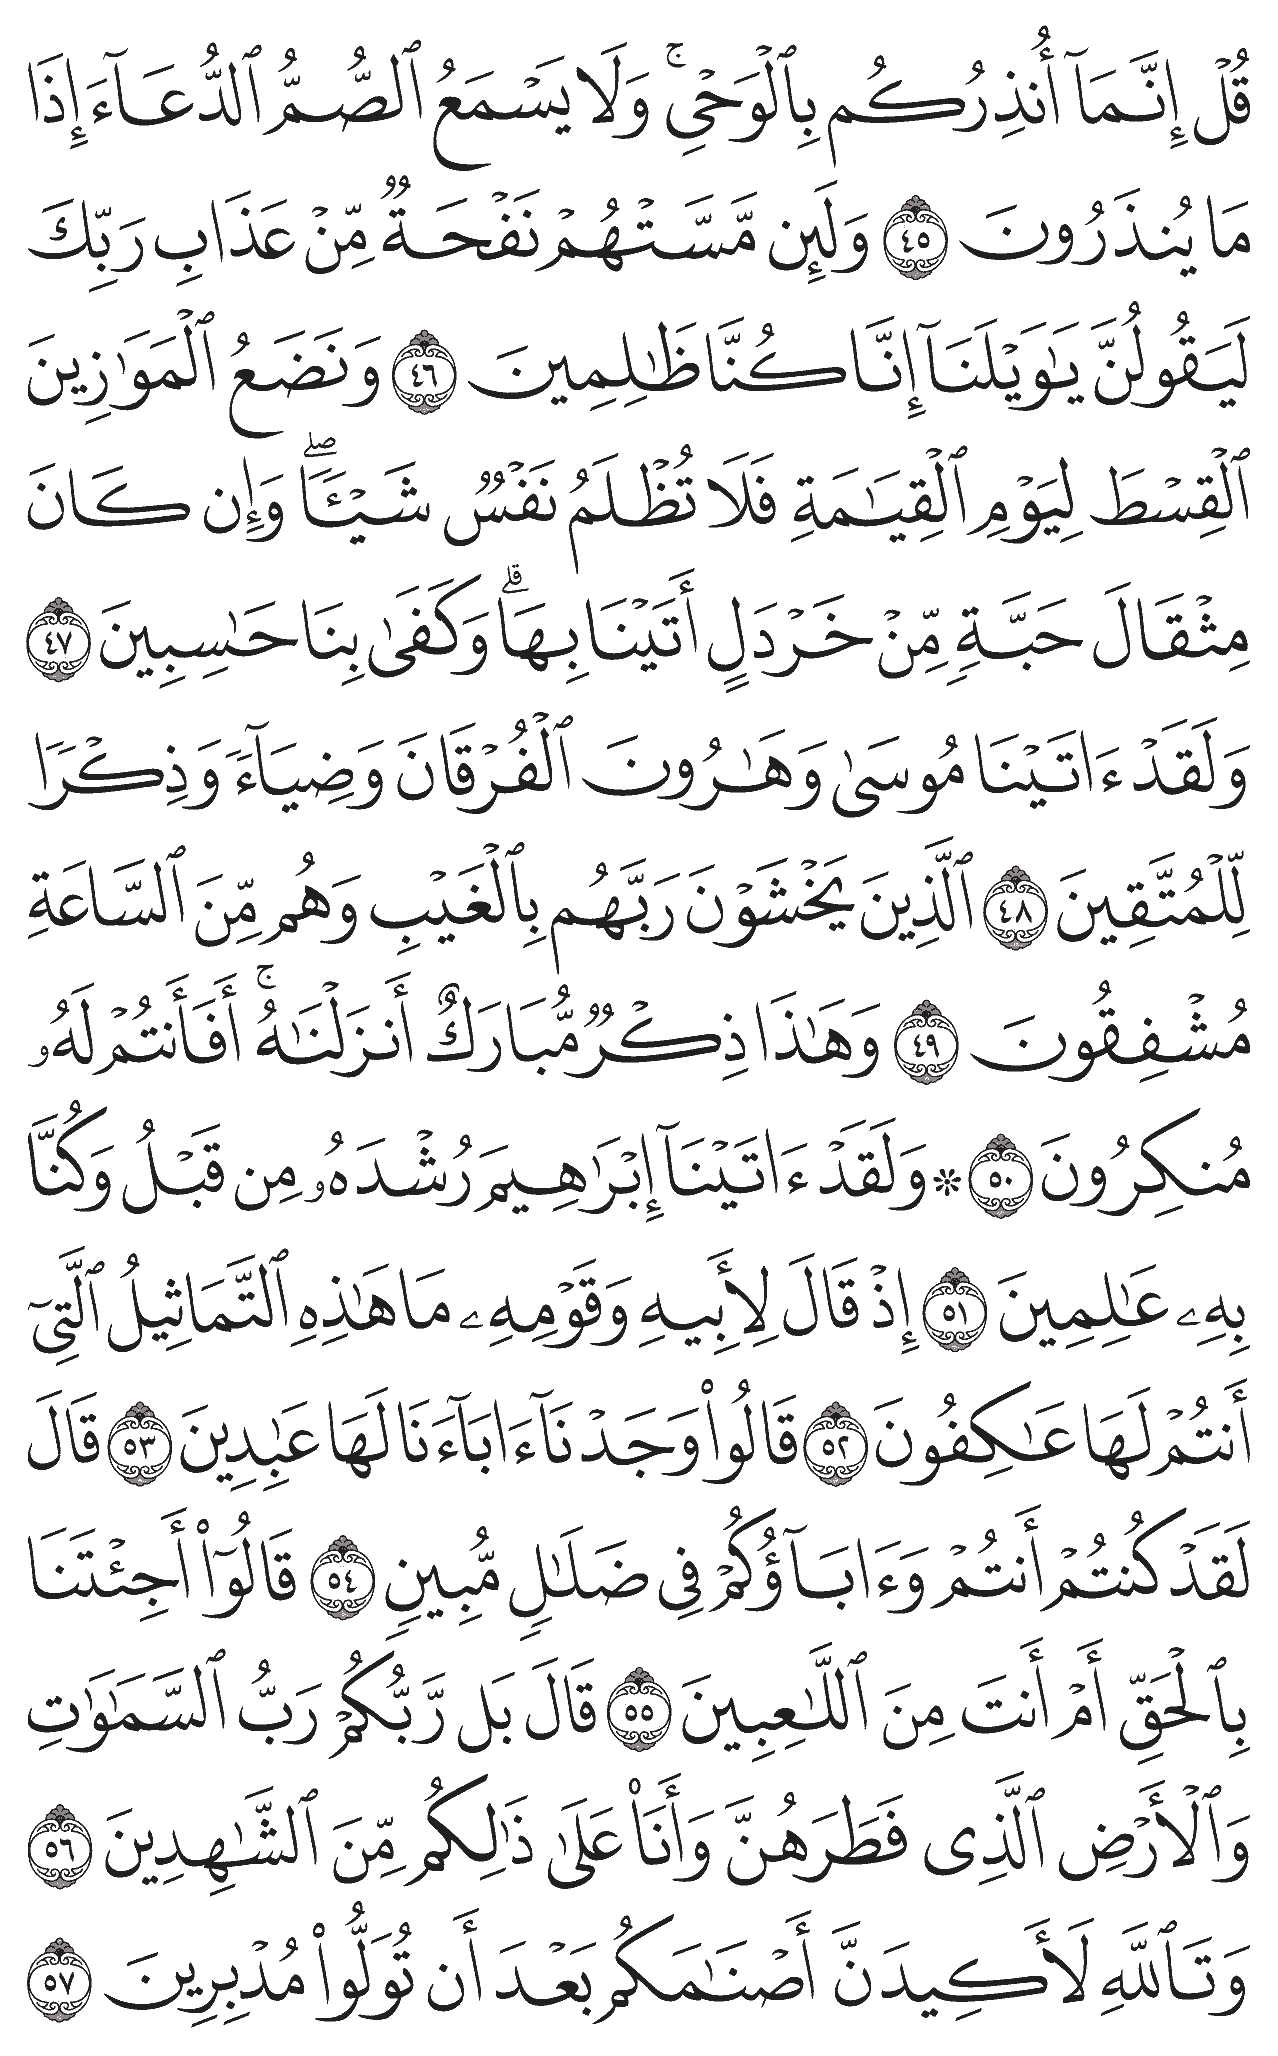 قُلْ إِنَّمَآ أُنذِرُكُم بِٱلْوَحْىِ ۚ وَلَا يَسْمَعُ ٱلصُّمُّ ٱلدُّعَآءَ إِذَا
مَا يُنذَرُونَ ٤٥ وَلَئِن مَّسَّتْهُمْ نَفْحَةٌ مِّنْ عَذَابِ رَبِّكَ
لَيَقُولُنَّ يَٰوَيْلَنَآ إِنَّا كُنَّا ظَٰلِمِينَ ٤٦ وَنَضَعُ ٱلْمَوَٰزِينَ
ٱلْقِسْطَ لِيَوْمِ ٱلْقِيَٰمَةِ فَلَا تُظْلَمُ نَفْسٌ شَيْـًٔا ۖ وَإِن كَانَ
مِثْقَالَ حَبَّةٍ مِّنْ خَرْدَلٍ أَتَيْنَا بِهَا ۗ وَكَفَىٰ بِنَا حَٰسِبِينَ ٤٧
وَلَقَدْ ءَاتَيْنَا مُوسَىٰ وَهَٰرُونَ ٱلْفُرْقَانَ وَضِيَآءً وَذِكْرًا
لِّلْمُتَّقِينَ ٤٨ ٱلَّذِينَ يَخْشَوْنَ رَبَّهُم بِٱلْغَيْبِ وَهُم مِّنَ ٱلسَّاعَةِ
مُشْفِقُونَ ٤٩ وَهَٰذَا ذِكْرٌ مُّبَارَكٌ أَنزَلْنَٰهُ ۚ أَفَأَنتُمْ لَهُۥ
مُنكِرُونَ ٥٠ ۞ وَلَقَدْ ءَاتَيْنَآ إِبْرَٰهِيمَ رُشْدَهُۥ مِن قَبْلُ وَكُنَّا
بِهِۦ عَٰلِمِينَ ٥١ إِذْ قَالَ لِأَبِيهِ وَقَوْمِهِۦ مَا هَٰذِهِ ٱلتَّمَاثِيلُ ٱلَّتِىٓ
أَنتُمْ لَهَا عَٰكِفُونَ ٥٢ قَالُوا۟ وَجَدْنَآ ءَابَآءَنَا لَهَا عَٰبِدِينَ ٥٣ قَالَ
لَقَدْ كُنتُمْ أَنتُمْ وَءَابَآؤُكُمْ فِى ضَلَٰلٍ مُّبِينٍ ٥٤ قَالُوٓا۟ أَجِئْتَنَا
بِٱلْحَقِّ أَمْ أَنتَ مِنَ ٱللَّٰعِبِينَ ٥٥ قَالَ بَل رَّبُّكُمْ رَبُّ ٱلسَّمَٰوَٰتِ
وَٱلْأَرْضِ ٱلَّذِى فَطَرَهُنَّ وَأَنَا۠ عَلَىٰ ذَٰلِكُم مِّنَ ٱلشَّٰهِدِينَ ٥٦
وَتَٱللَّهِ لَأَكِيدَنَّ أَصْنَٰمَكُم بَعْدَ أَن تُوَلُّوا۟ مُدْبِرِينَ ٥٧